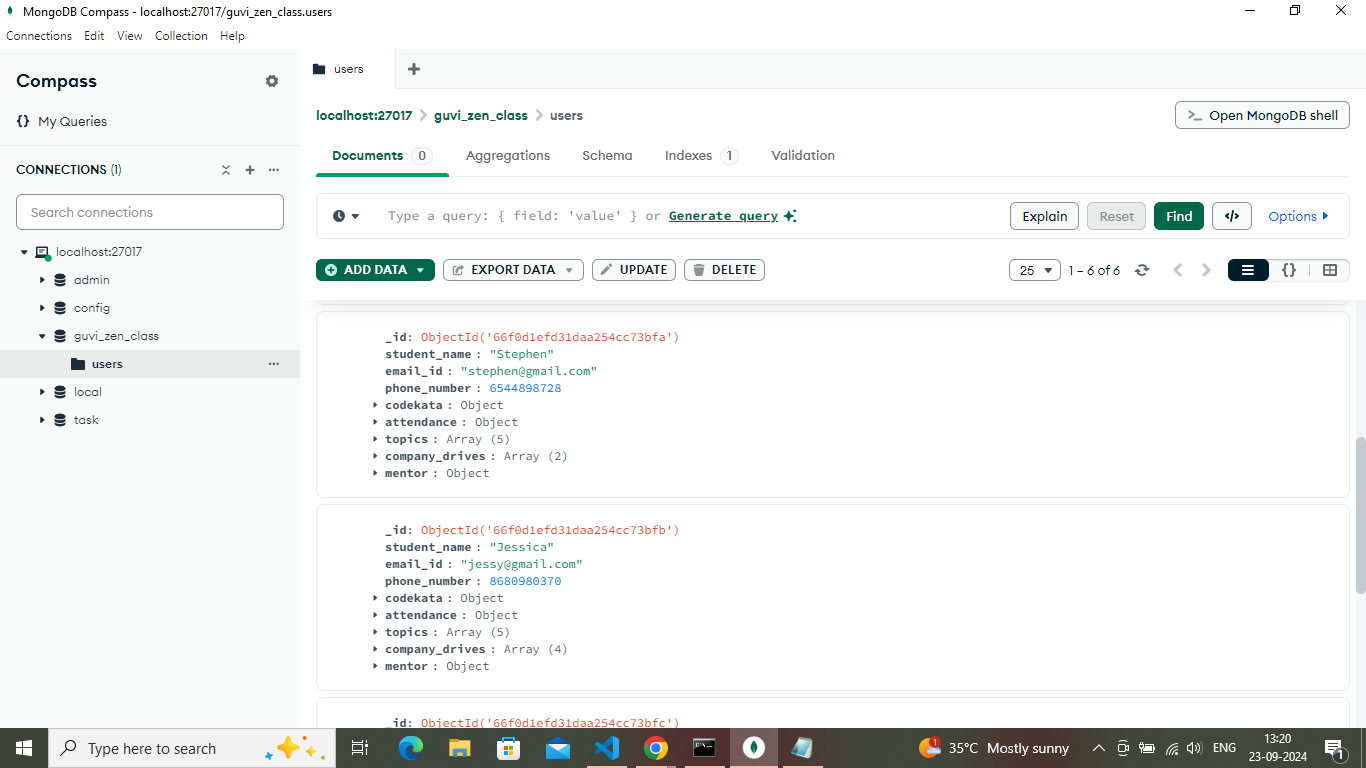 MongoDB Compass - localhost:27017/guvi_zen_class.users
Connections Edit View Collection Help
Compass
My Queries
CONNECTIONS (1)
Search connections
localhost:27017
admin
config
guvi_zen_class
users
local
task
users
localhost:27017 guvi_zen_class users
Open MongoDB shell
Documents 0 Aggregations Schema Indexes 1 Validation
Type a query: { field: 'value' } or Generate query
Explain Reset Find </> Options
ADD DATA EXPORT DATA UPDATE DELETE
25 1 – 6 of 6 {}
_id: ObjectId('66f0d1efd31daa254cc73bfa')
student_name : "Stephen"
email_id : "stephen@gmail.com"
phone_number : 6544898728
codekata : Object
attendance : Object
topics : Array (5)
company_drives : Array (2)
mentor : Object
_id: ObjectId('66f0d1efd31daa254cc73bfb')
student_name : "Jessica"
email_id : "jessy@gmail.com"
phone_number : 8680980370
codekata : Object
attendance : Object
topics : Array (5)
company_drives : Array (4)
mentor : Object
_id: ObjectId('66f0d1efd31daa254cc73bfc')
Type here to search
1
35°C Mostly sunny
ENG
13:20
23-09-2024
1